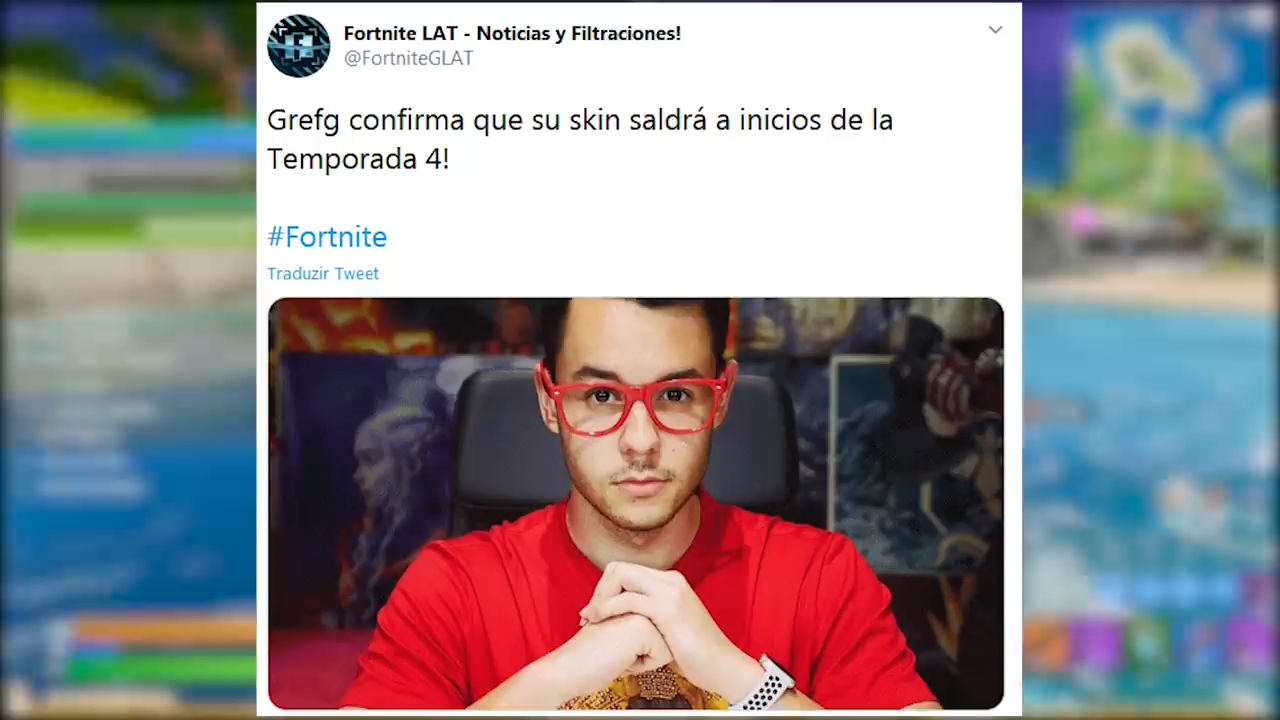 Fortnite LAT - Noticias y Filtraciones!
@FortniteGLAT
Grefg confirma que su skin saldrá a inicios de la
Temporada 4!
#Fortnite
Traduzir Tweet